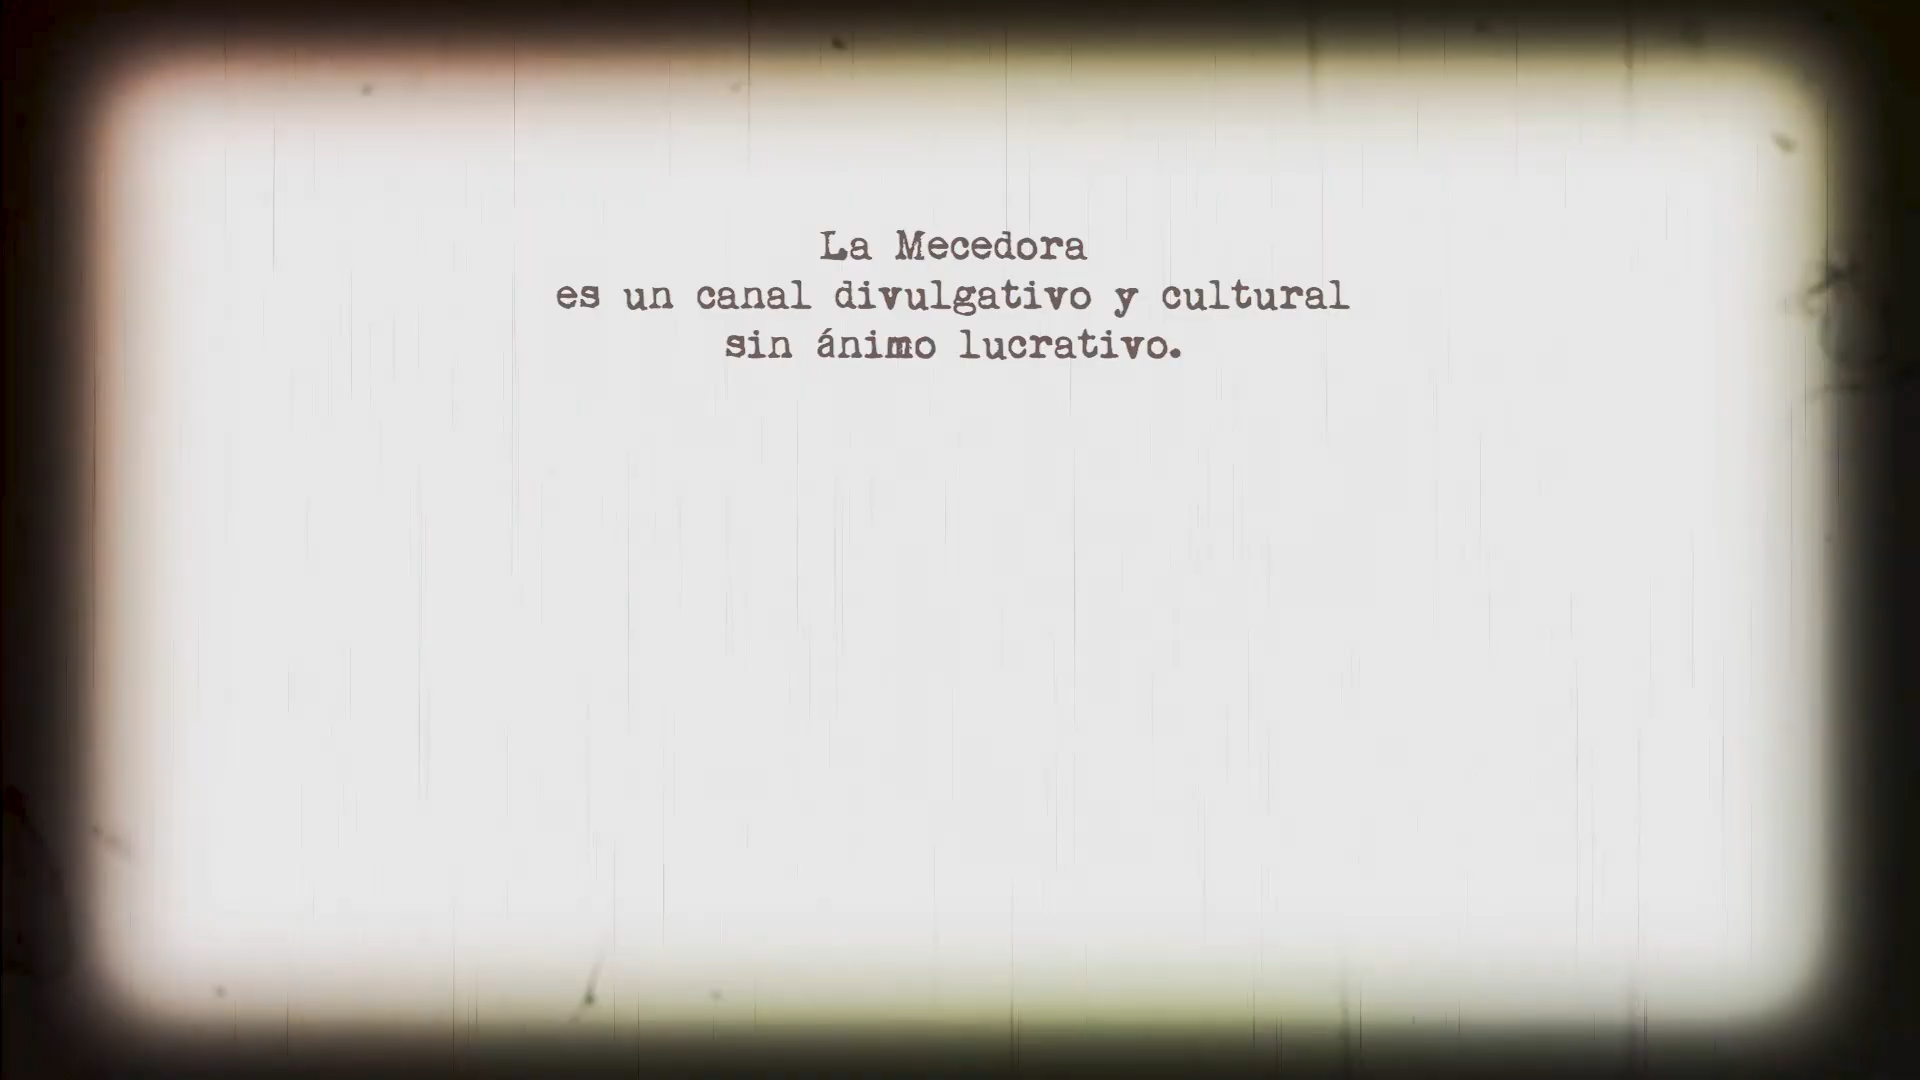 La Mecedora
es un canal divulgativo y cultural
sin ánimo lucrativo.